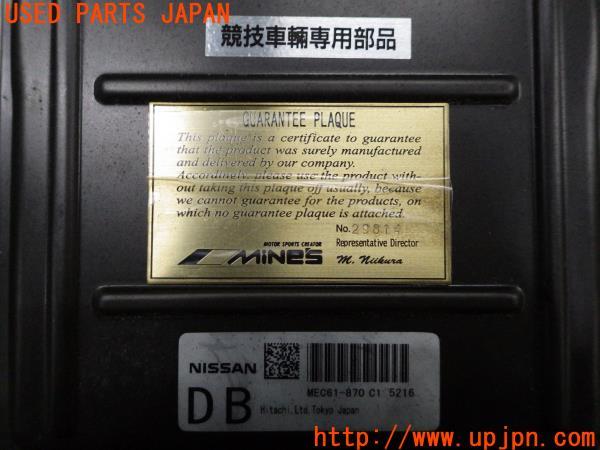 USED PARTS JAPAN
競技車輛専用部品
GUARANTEE PLAQUE
This plaque is a certificate to guarantee
that the product was surely manufactured
and delivered by our company.
Accordingly, please use the product with-
out taking this plaque off usually, because
we cannot guarantee for the products, on
which no guarantee plaque is attached.
No. 29814
MOTOR SPORTS CREATOR
MINE'S
Representative Director
M. Niikura
NISSAN
MEC61-870 C1 5216
DB
Hitachi,Ltd.Tokyo Japan
UPJ
http://www.upjpn.com/